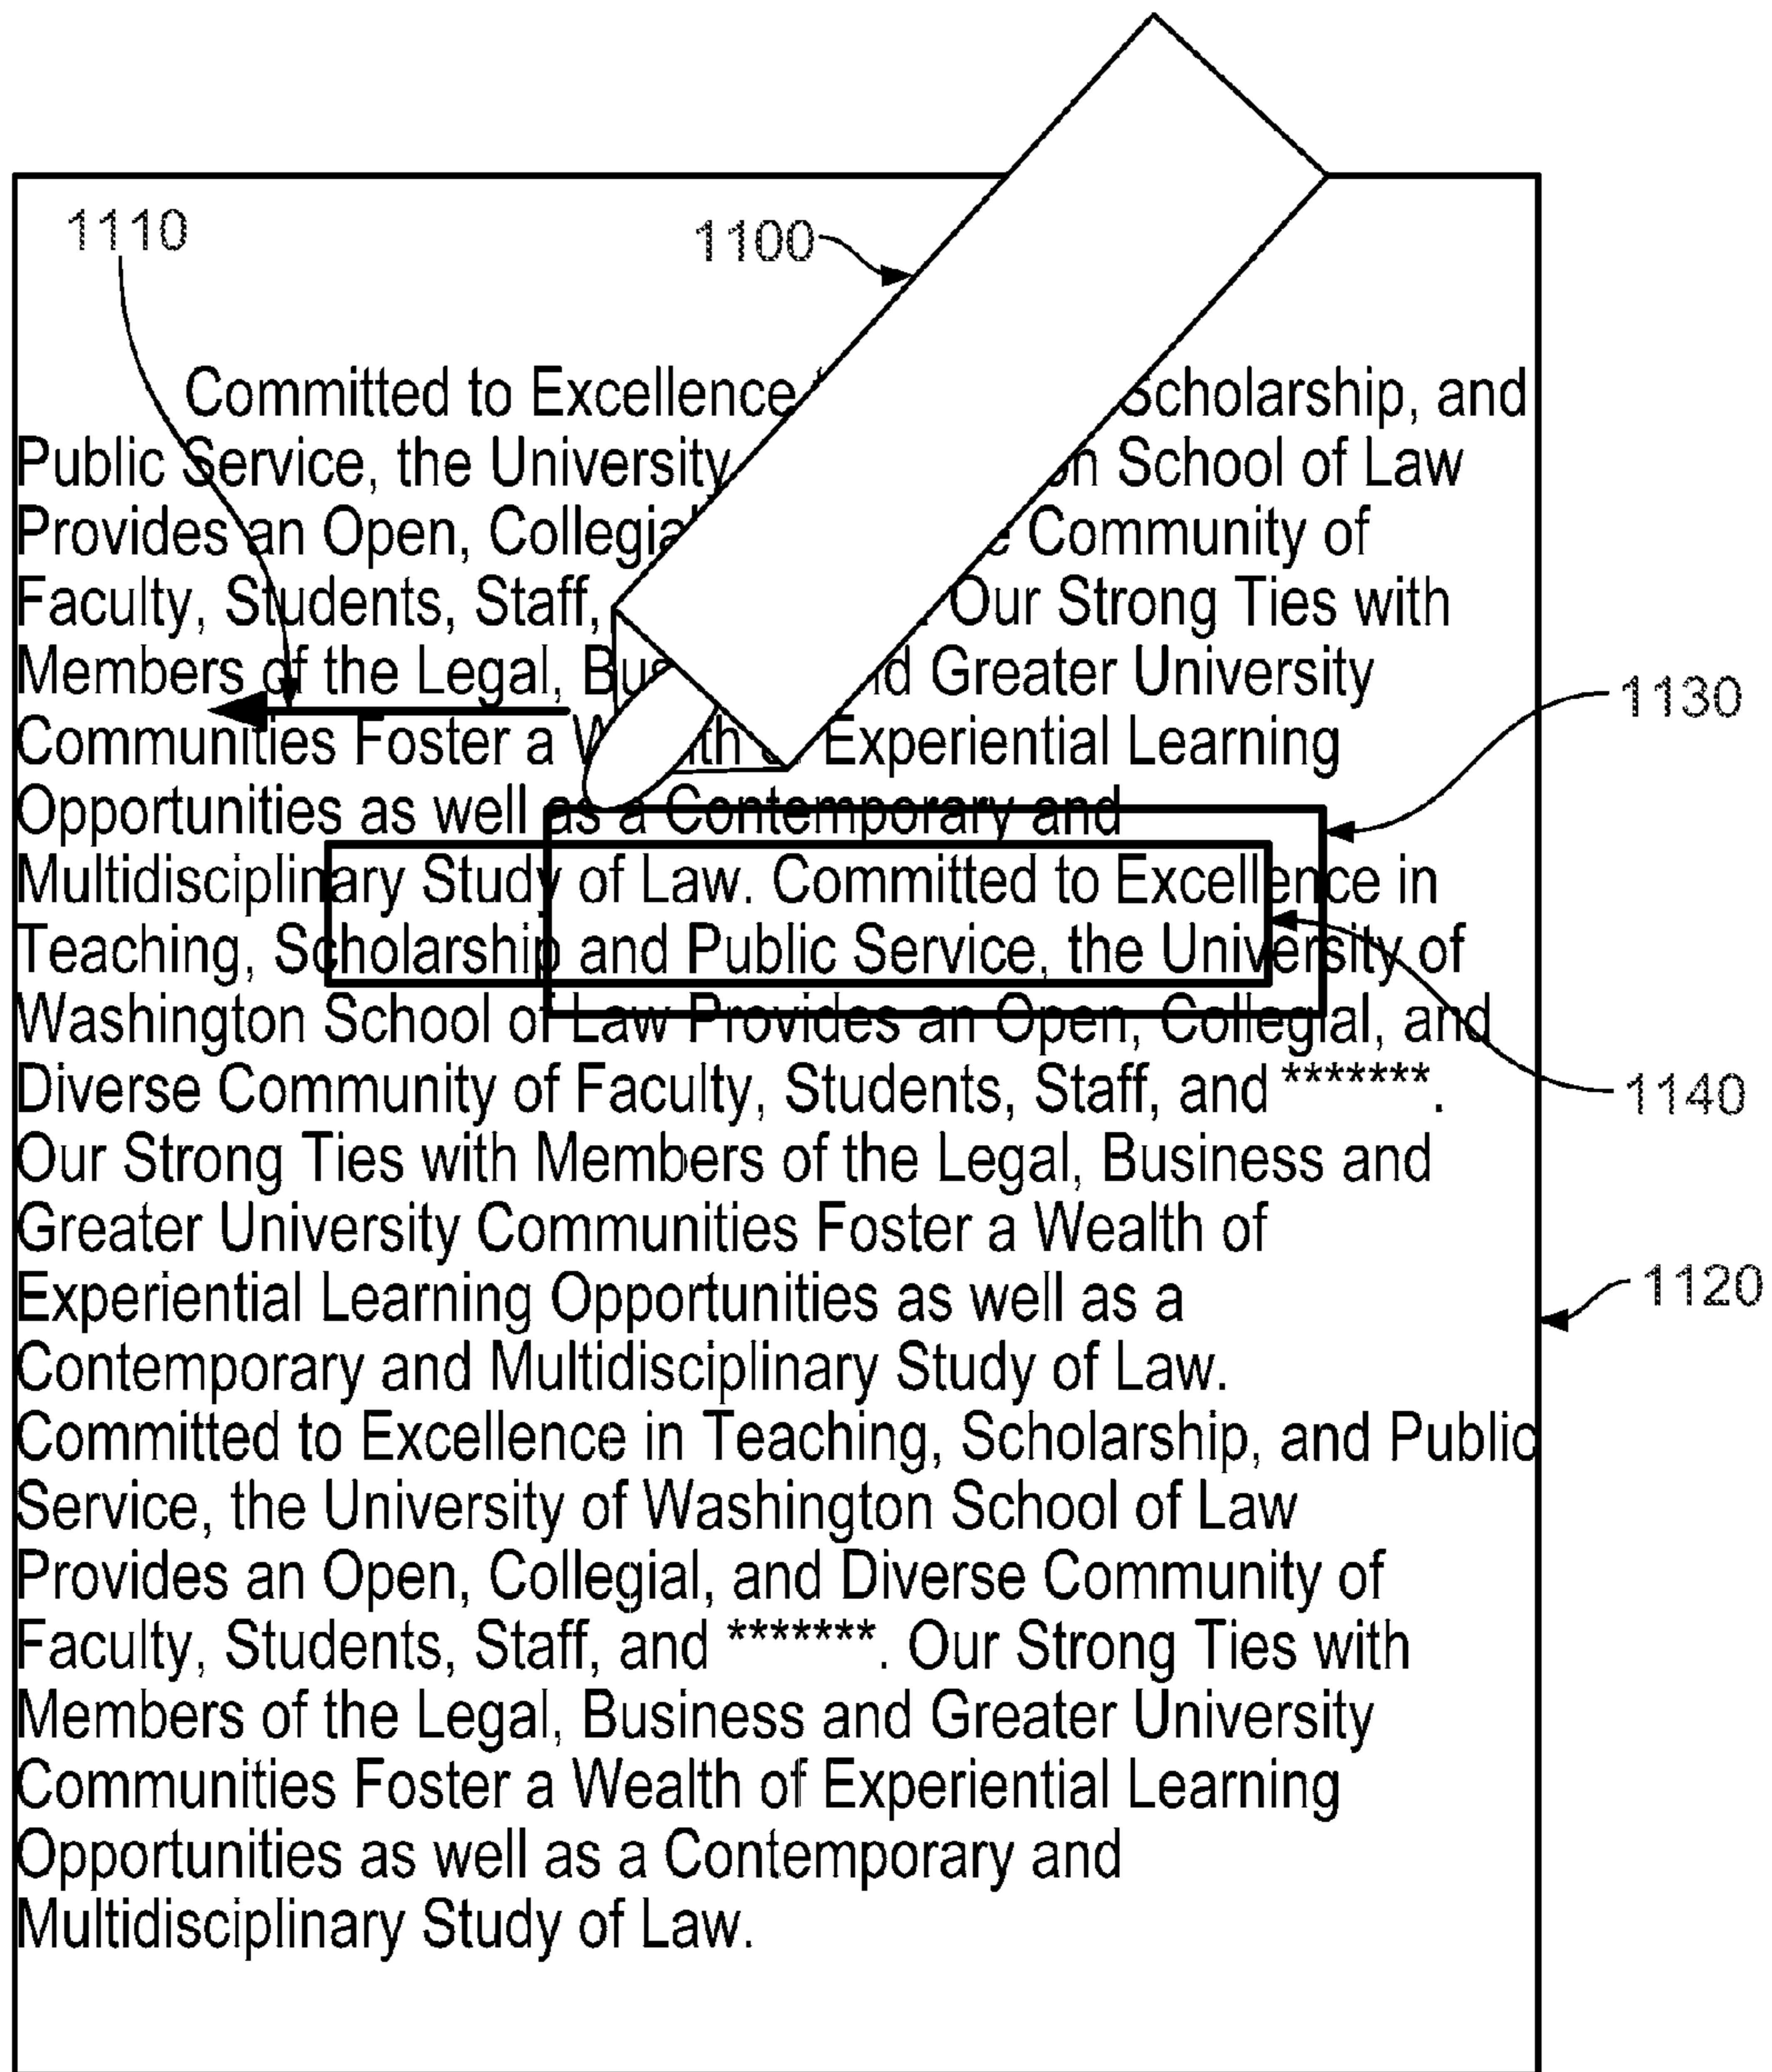 1110
1100
Committed to Excellence Scholarship, and
Public Service, the University School of Law
Provides an Open, Collegial Community of
Faculty, Students, Staff, Our Strong Ties with
Members of the Legal, Greater University
Communities Foster a Experiential Learning
1130
Opportunities as well as a Contemporary and
Multidisciplinary Study of Law. Committed to Excellence in
Teaching, Scholarship and Public Service, the University of
Washington School of Law Provides an Open, Collegial, and
Diverse Community of Faculty, Students, Staff, and *******.
1140
Our Strong Ties with Members of the Legal, Business and
Greater University Communities Foster a Wealth of
Experiential Learning Opportunities as well as a
1120
Contemporary and Multidisciplinary Study of Law.
Committed to Excellence in Teaching, Scholarship, and Public
Service, the University of Washington School of Law
Provides an Open, Collegial, and Diverse Community of
Faculty, Students, Staff, and *******. Our Strong Ties with
Members of the Legal, Business and Greater University
Communities Foster a Wealth of Experiential Learning
Opportunities as well as a Contemporary and
Multidisciplinary Study of Law.